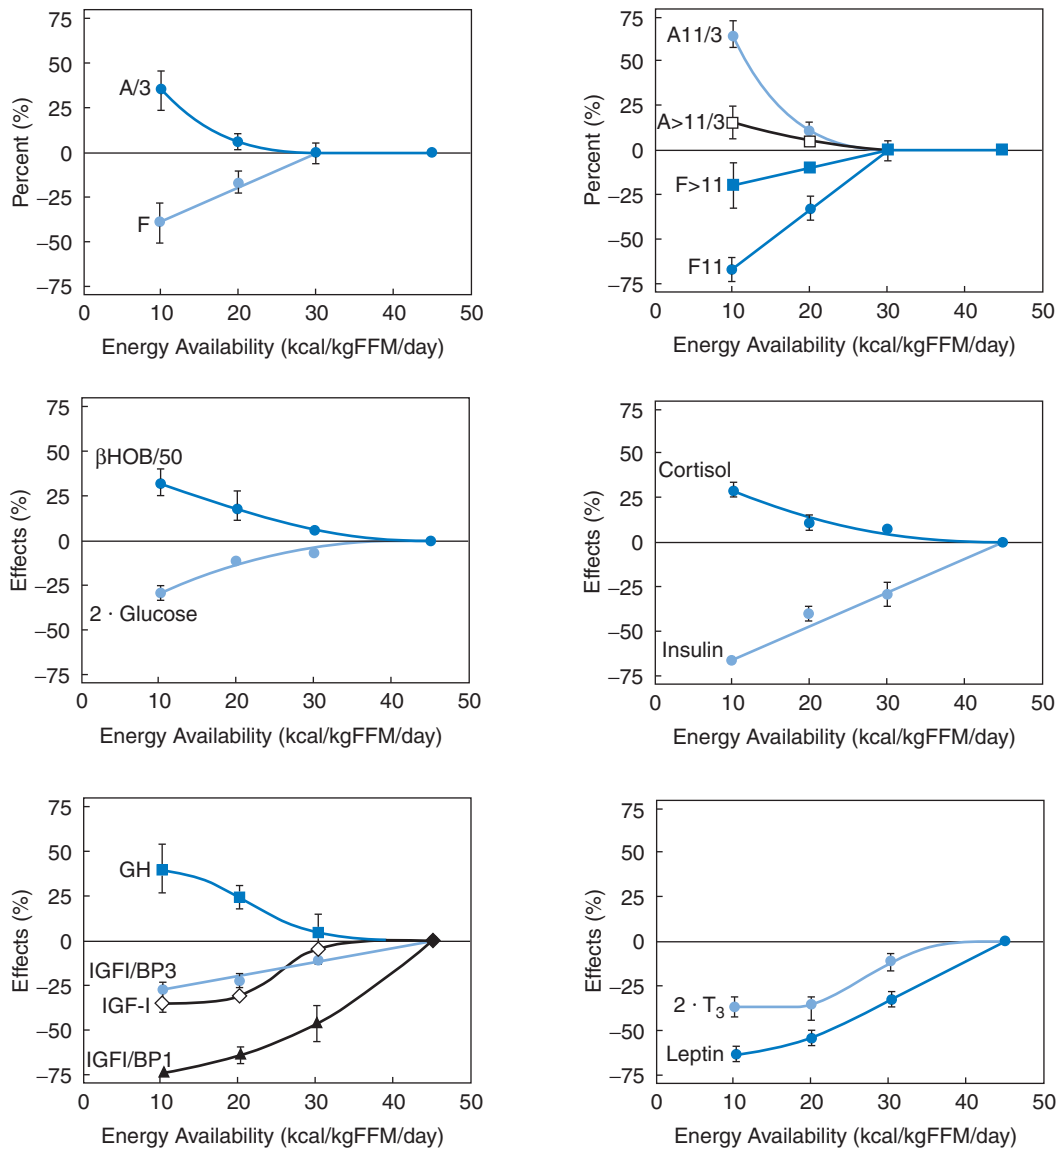 75
50
25
0
−25
−50
−75
Percent (%)
A/3
F
0 10 20 30 40 50
Energy Availability (kcal/kgFFM/day)
75
50
25
0
−25
−50
−75
Percent (%)
A11/3
A>11/3
F>11
F11
0 10 20 30 40 50
Energy Availability (kcal/kgFFM/day)
75
50
25
0
−25
−50
−75
Effects (%)
βHOB/50
2 · Glucose
0 10 20 30 40 50
Energy Availability (kcal/kgFFM/day)
75
50
25
0
−25
−50
−75
Effects (%)
Cortisol
Insulin
0 10 20 30 40 50
Energy Availability (kcal/kgFFM/day)
75
50
25
0
−25
−50
−75
Effects (%)
GH
IGFI/BP3
IGF-I
IGFI/BP1
0 10 20 30 40 50
Energy Availability (kcal/kgFFM/day)
75
50
25
0
−25
−50
−75
Effects (%)
2 · T₃
Leptin
0 10 20 30 40 50
Energy Availability (kcal/kgFFM/day)